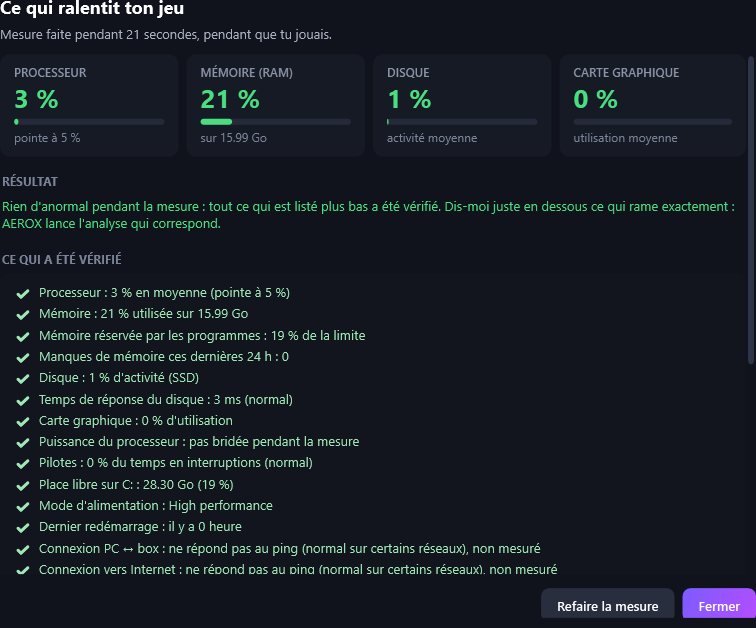 Ce qui ralentit ton jeu
Mesure faite pendant 21 secondes, pendant que tu jouais.
PROCESSEUR
3 %
pointe à 5 %
MÉMOIRE (RAM)
21 %
sur 15.99 Go
DISQUE
1 %
activité moyenne
CARTE GRAPHIQUE
0 %
utilisation moyenne
RÉSULTAT
Rien d'anormal pendant la mesure : tout ce qui est listé plus bas a été vérifié. Dis-moi juste en dessous ce qui rame exactement :
AEROX lance l'analyse qui correspond.
CE QUI A ÉTÉ VÉRIFIÉ
Processeur : 3 % en moyenne (pointe à 5 %)
Mémoire : 21 % utilisée sur 15.99 Go
Mémoire réservée par les programmes : 19 % de la limite
Manques de mémoire ces dernières 24 h : 0
Disque : 1 % d'activité (SSD)
Temps de réponse du disque : 3 ms (normal)
Carte graphique : 0 % d'utilisation
Puissance du processeur : pas bridée pendant la mesure
Pilotes : 0 % du temps en interruptions (normal)
Place libre sur C: : 28.30 Go (19 %)
Mode d'alimentation : High performance
Dernier redémarrage : il y a 0 heure
Connexion PC ↔ box : ne répond pas au ping (normal sur certains réseaux), non mesuré
Connexion vers Internet : ne répond pas au ping (normal sur certains réseaux), non mesuré
Refaire la mesure
Fermer